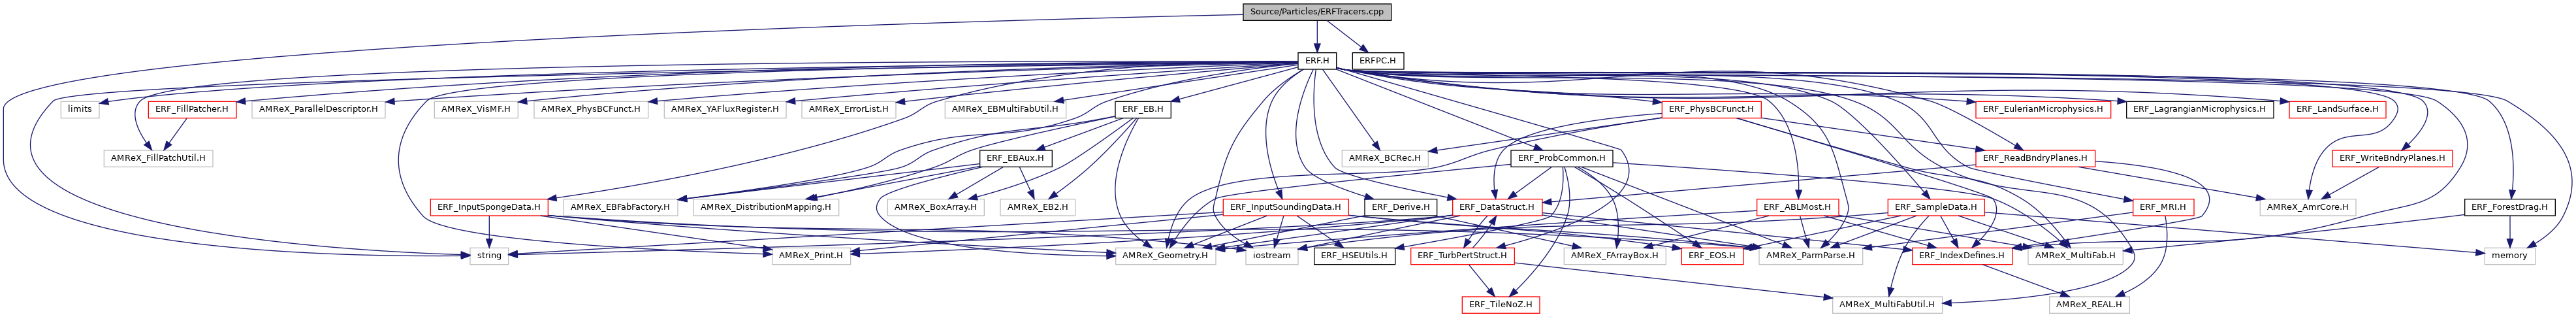 Source/Particles/ERFTracers.cpp
ERF.H
ERFPC.H
limits
ERF_FillPatcher.H
AMReX_ParallelDescriptor.H
AMReX_VisMF.H
AMReX_PhysBCFunct.H
AMReX_YAFluxRegister.H
AMReX_ErrorList.H
AMReX_EBMultiFabUtil.H
ERF_EB.H
ERF_PhysBCFunct.H
ERF_EulerianMicrophysics.H
ERF_LagrangianMicrophysics.H
ERF_LandSurface.H
AMReX_FillPatchUtil.H
ERF_EBAux.H
AMReX_BCRec.H
ERF_ProbCommon.H
ERF_ReadBndryPlanes.H
ERF_WriteBndryPlanes.H
ERF_InputSpongeData.H
AMReX_EBFabFactory.H
AMReX_DistributionMapping.H
AMReX_BoxArray.H
AMReX_EB2.H
ERF_InputSoundingData.H
ERF_Derive.H
ERF_DataStruct.H
ERF_ABLMost.H
ERF_SampleData.H
ERF_MRI.H
AMReX_AmrCore.H
ERF_ForestDrag.H
string
AMReX_Print.H
AMReX_Geometry.H
iostream
ERF_HSEUtils.H
ERF_TurbPertStruct.H
AMReX_FArrayBox.H
ERF_EOS.H
AMReX_ParmParse.H
ERF_IndexDefines.H
AMReX_MultiFab.H
memory
ERF_TileNoZ.H
AMReX_MultiFabUtil.H
AMReX_REAL.H